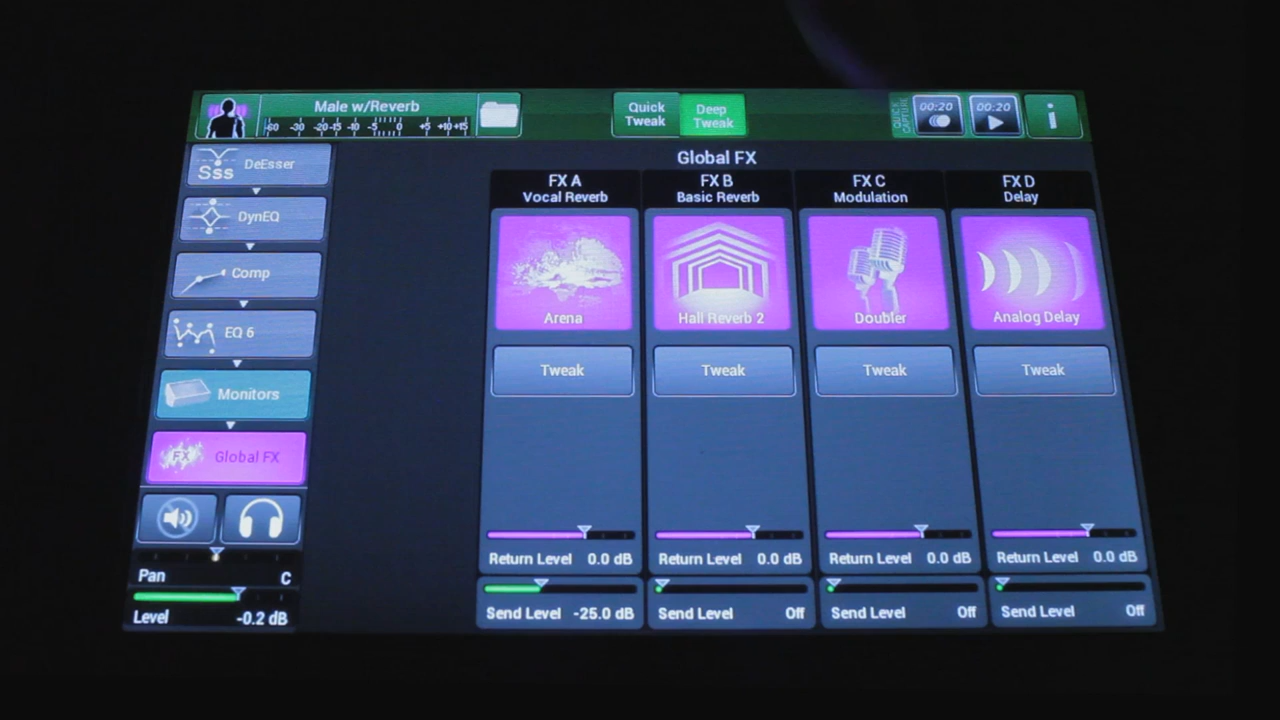 Male w/Reverb
-60 -30 -20 -15 -10 -5 0 +5 +10 +15
Quick
Tweak
Deep
Tweak
QUICK
CAPTURE
00:20
00:20
i
Sss
DeEsser
DynEQ
Comp
EQ 6
Monitors
FX
Global FX
Pan
C
Level
-0.2 dB
Global FX
FX A
Vocal Reverb
Arena
Tweak
Return Level 0.0 dB
Send Level -25.0 dB
FX B
Basic Reverb
Hall Reverb 2
Tweak
Return Level 0.0 dB
Send Level Off
FX C
Modulation
Doubler
Tweak
Return Level 0.0 dB
Send Level Off
FX D
Delay
Analog Delay
Tweak
Return Level 0.0 dB
Send Level Off